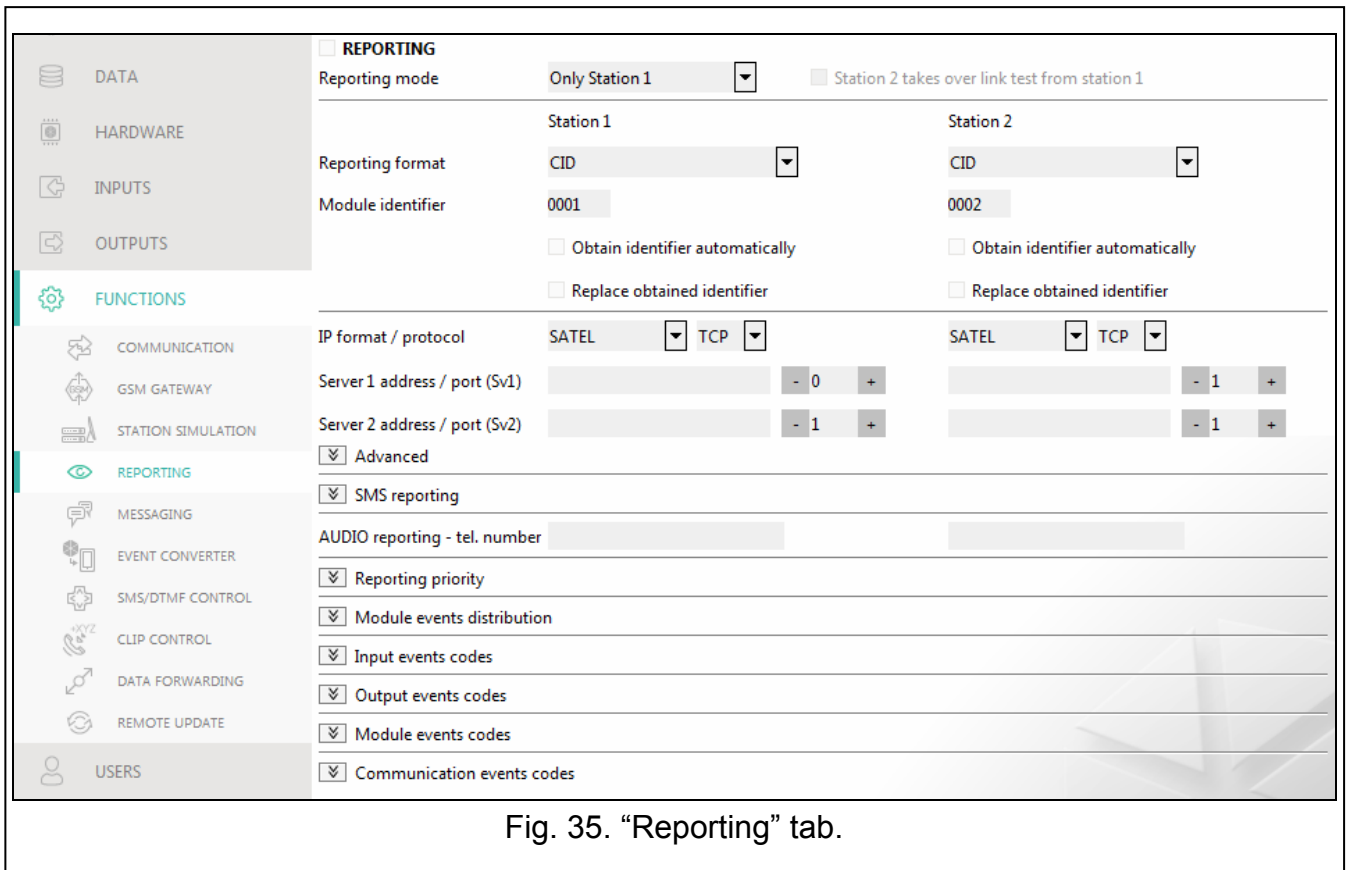 DATA
HARDWARE
INPUTS
OUTPUTS
FUNCTIONS
COMMUNICATION
GSM
GSM GATEWAY
STATION SIMULATION
REPORTING
MESSAGING
EVENT CONVERTER
SMS/DTMF CONTROL
+XYZ
CLIP CONTROL
DATA FORWARDING
REMOTE UPDATE
USERS
REPORTING
Reporting mode Only Station 1 Station 2 takes over link test from station 1
Station 1 Station 2
Reporting format CID CID
Module identifier 0001 0002
Obtain identifier automatically Obtain identifier automatically
Replace obtained identifier Replace obtained identifier
IP format / protocol SATEL TCP SATEL TCP
Server 1 address / port (Sv1) - 0 + - 1 +
Server 2 address / port (Sv2) - 1 + - 1 +
Advanced
SMS reporting
AUDIO reporting - tel. number
Reporting priority
Module events distribution
Input events codes
Output events codes
Module events codes
Communication events codes
Fig. 35. “Reporting” tab.